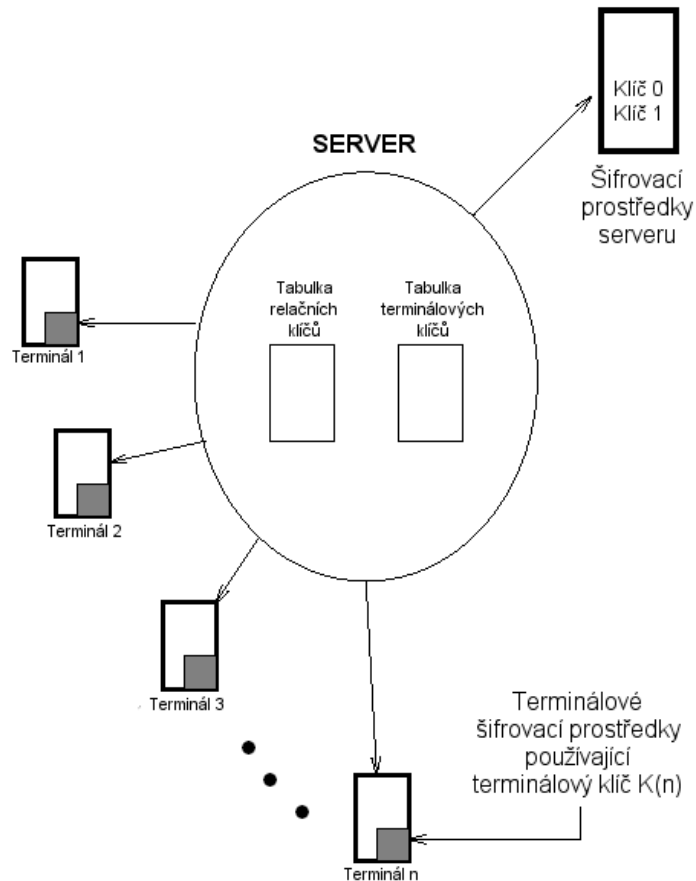 Klíč 0
Klíč 1
SERVER
Šifrovací
prostředky
serveru
Tabulka
relačních
klíčů
Tabulka
terminálových
klíčů
Terminál 1
Terminál 2
Terminál 3
Terminálové
šifrovací prostředky
používající
terminálový klíč K(n)
Terminál n